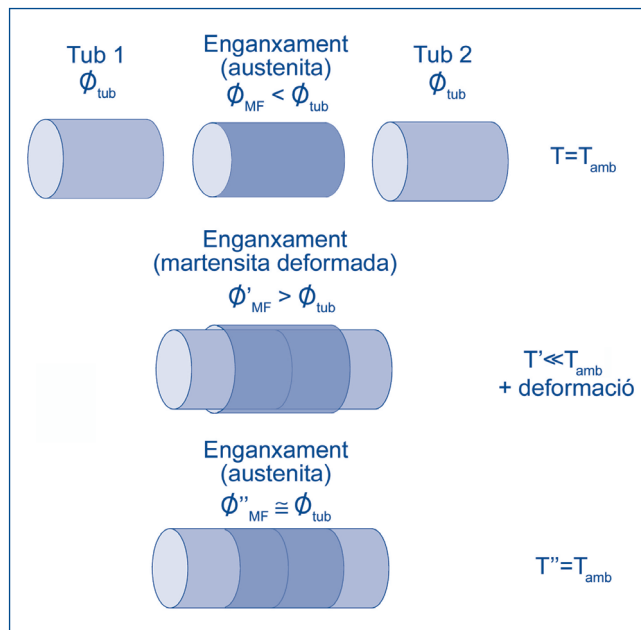 Tub 1
ϕtub
Enganxament
(austenita)
ϕMF < ϕtub
Tub 2
ϕtub
T=Tamb
Enganxament
(martensita deformada)
ϕ'MF > ϕtub
T'≪Tamb
+ deformació
Enganxament
(austenita)
ϕ''MF ≅ ϕtub
T''=Tamb